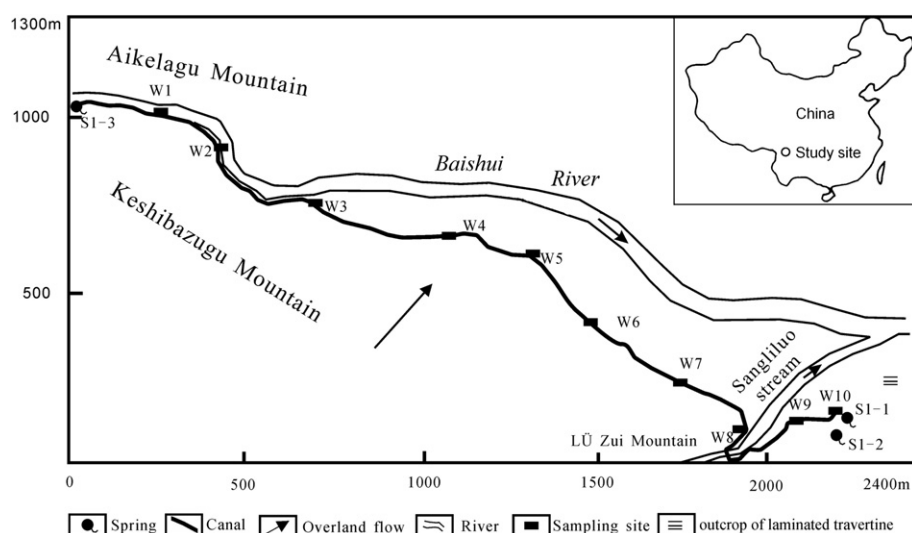 1300m
Aikelagu Mountain
W1
1000
S1-3
W2
China
Study site
Baishui
River
W3
Keshibazugu Mountain
W4
W5
500
W6
W7
Sangliluo
stream
W10
W9
S1-1
LÜ Zui Mountain
W8
S1-2
0
500
1000
1500
2000
2400m
Spring
Canal
Overland flow
River
Sampling site
outcrop of laminated travertine